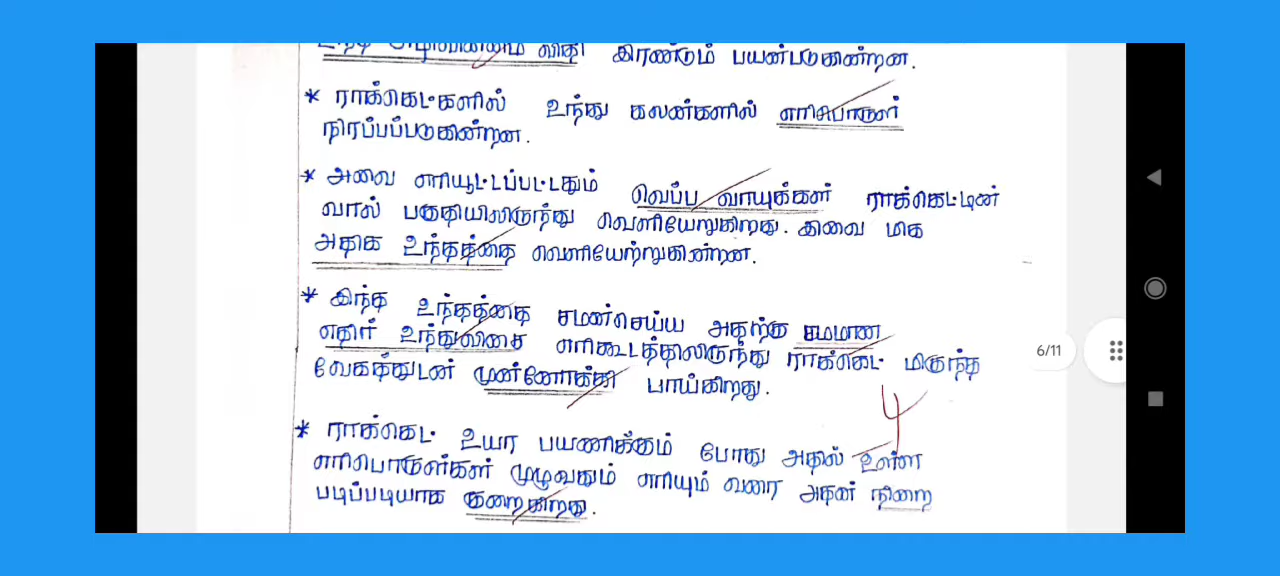 உந்த அழிவின்மை விதி இரண்டும் பயன்படுகின்றன.
* ராக்கெட்களில் உந்து கலன்களில் எரிபொருள்
நிரப்பப்படுகின்றன.
* அவை எரியூட்டப்பட்டதும் வெப்ப வாயுக்கள் ராக்கெட்டின்
வால் பகுதியிலிருந்து வெளியேறுகிறது. இவை மிக
அதிக உந்தத்தை வெளியேற்றுகின்றன.
* இந்த உந்தத்தை சமன்செய்ய அதற்கு சமமான
எதிர் உந்துவிசை எரிகூடத்திலிருந்து ராக்கெட் மிகுந்த
வேகத்துடன் முன்னோக்கி பாய்கிறது.
* ராக்கெட் உயர பயணிக்கும் போது அதில் உள்ள
எரிபொருள்கள் முழுவதும் எரியும் வரை அதன் நிறை
படிப்படியாக குறைகிறது.
6/11